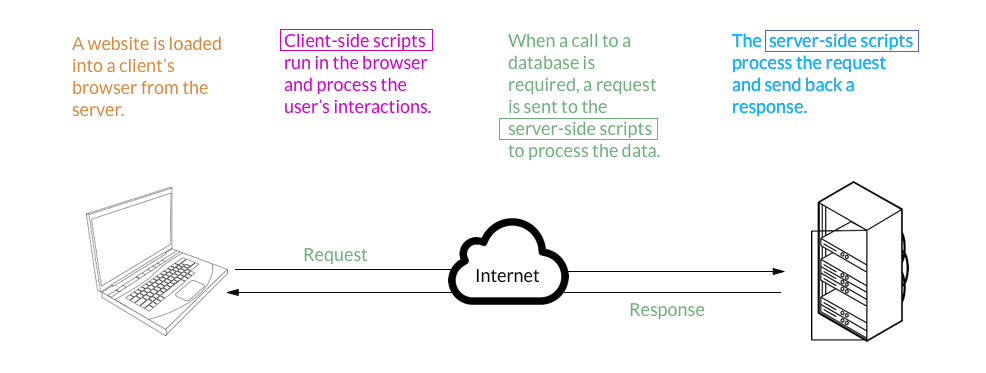 A website is loaded
into a client's
browser from the
server.
Client-side scripts
run in the browser
and process the
user's interactions.
When a call to a
database is
required, a request
is sent to the
server-side scripts
to process the data.
The server-side scripts
process the request
and send back a
response.
Request
Internet
Response